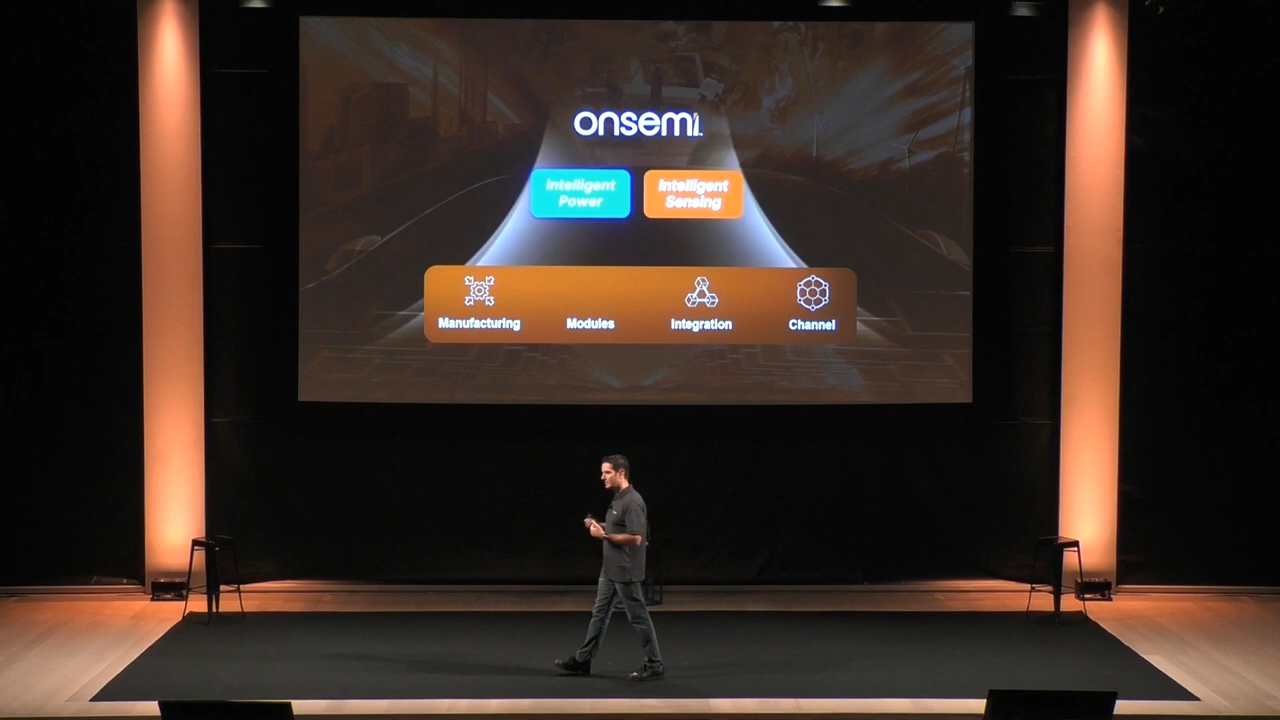 onsemi
Intelligent
Power
Intelligent
Sensing
Manufacturing
Modules
Integration
Channel